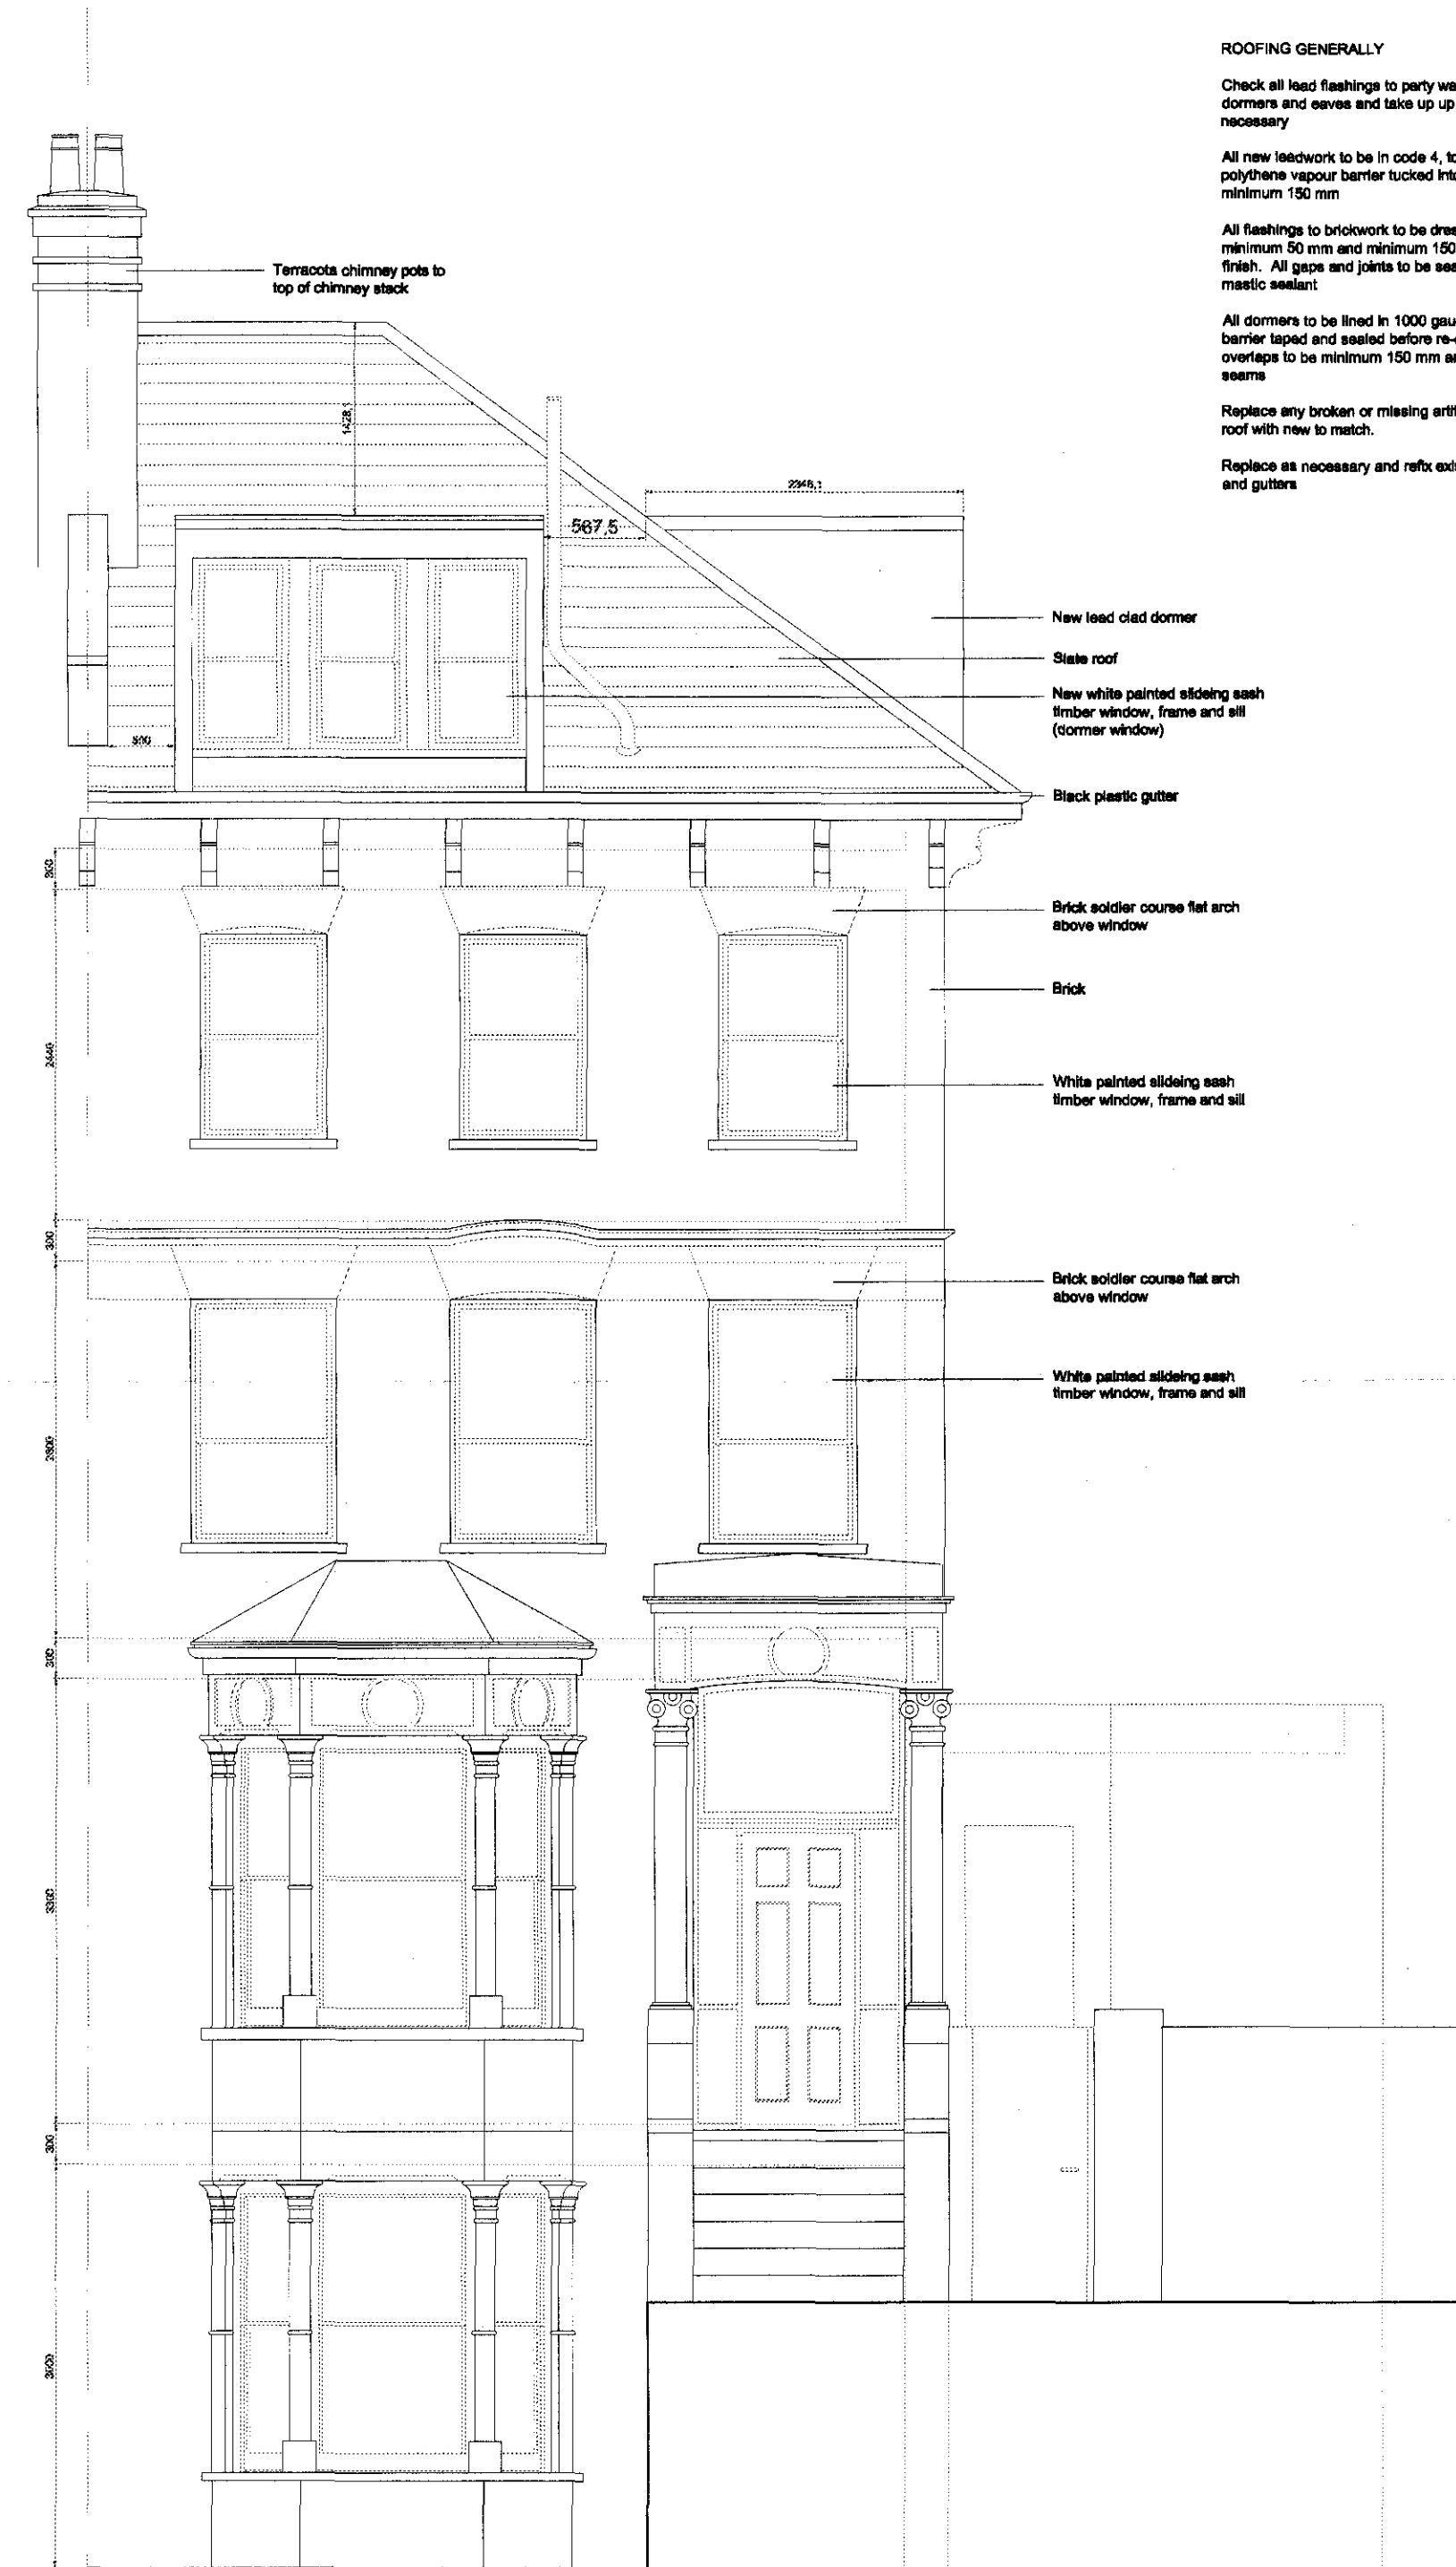 ROOFING GENERALLY
Check all lead flashings to party wa
dormers and eaves and take up up
necessary
All new leadwork to be in code 4, to
polythene vapour barrier tucked into
minimum 150 mm
All flashings to brickwork to be dres
minimum 50 mm and minimum 150
finish. All gaps and joints to be sea
mastic sealant
All dormers to be lined in 1000 gau
barrier taped and sealed before re-
overlaps to be minimum 150 mm a
seams
Replace any broken or missing artif
roof with new to match.
Replace as necessary and refix exis
and gutters
Terracota chimney pots to
top of chimney stack
1428,1
2348,1
567,5
New lead clad dormer
Slate roof
New white painted slideing sash
timber window, frame and sill
(dormer window)
500
Black plastic gutter
300
Brick soldier course flat arch
above window
Brick
2440
White painted slideing sash
timber window, frame and sill
300
Brick soldier course flat arch
above window
White painted slideing sash
timber window, frame and sill
2800
300
3300
300